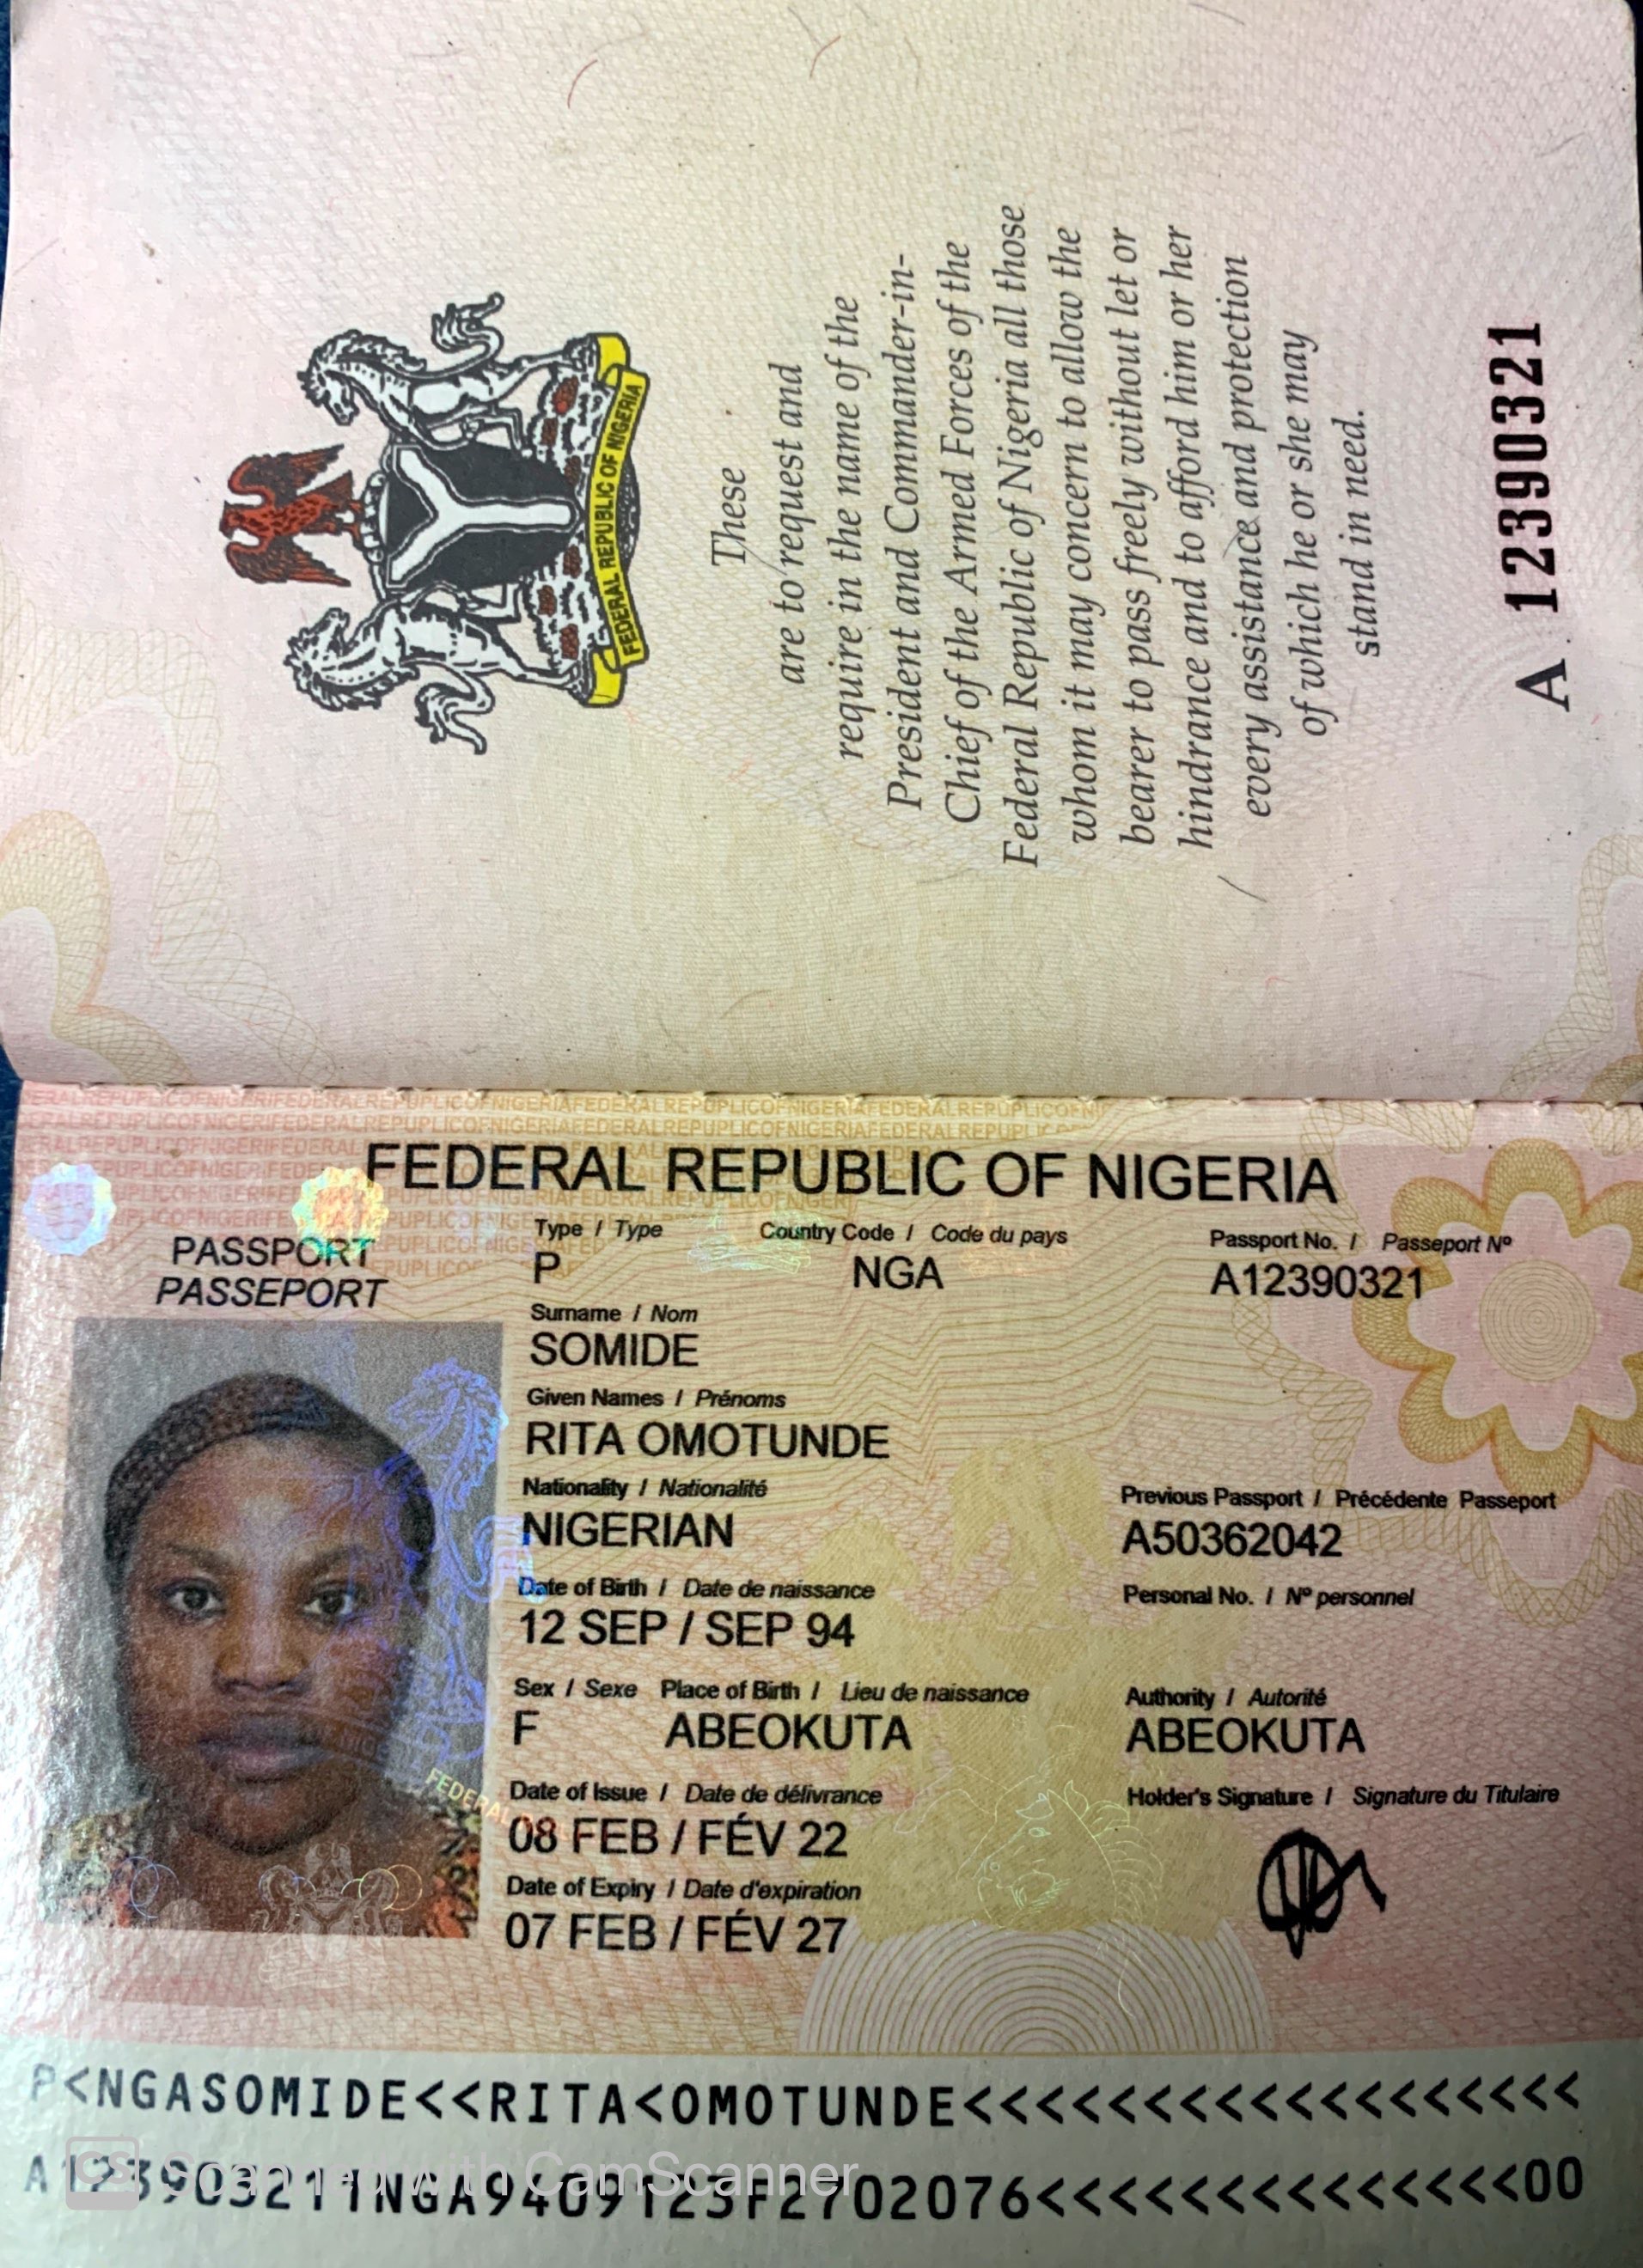 FEDERAL REPUBLIC OF NIGERIA
These
are to request and
require in the name of the
President and Commander-in-
Chief of the Armed Forces of the
Federal Republic of Nigeria all those
whom it may concern to allow the
bearer to pass freely without let or
hindrance and to afford him or her
every assistance and protection
of which he or she may
stand in need.
A 12390321
FEDERAL REPUBLIC OF NIGERIA
PASSPORT
PASSEPORT
Type / Type Country Code / Code du pays Passport No. / Passeport Nº
P NGA A12390321
Surname / Nom
SOMIDE
Given Names / Prénoms
RITA OMOTUNDE
Nationality / Nationalité Previous Passport / Précédente Passeport
NIGERIAN A50362042
Date of Birth / Date de naissance Personal No. / Nº personnel
12 SEP / SEP 94
Sex / Sexe Place of Birth / Lieu de naissance Authority / Autorité
F ABEOKUTA ABEOKUTA
Date of Issue / Date de délivrance Holder's Signature / Signature du Titulaire
08 FEB / FÉV 22
Date of Expiry / Date d'expiration
07 FEB / FÉV 27
P<NGASOMIDE<<RITA<OMOTUNDE<<<<<<<<<<<<<<<<<<
CS Scanned with CamScanner
A123903211NGA9409123F2702076<<<<<<<<<<<<<<00